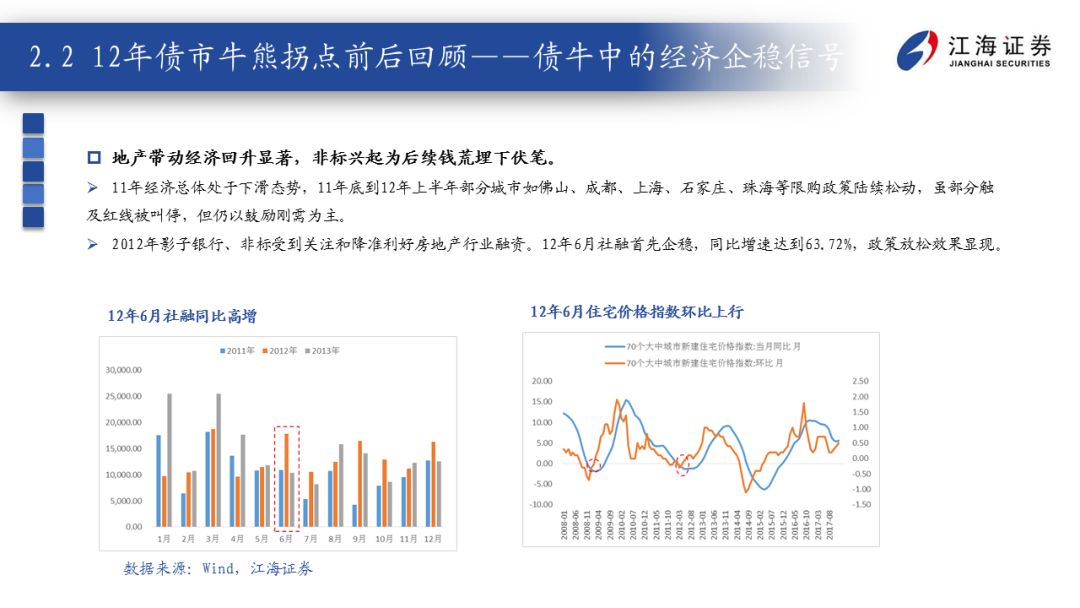 2.2 12年债市牛熊拐点前后回顾——债牛中的经济企稳信号
江海证券
JIANGHAI SECURITIES
地产带动经济回升显著，非标兴起为后续钱荒埋下伏笔。
11年经济总体处于下滑态势，11年底到12年上半年部分城市如佛山、成都、上海、石家庄、珠海等限购政策陆续松动，虽部分触
及红线被叫停，但仍以鼓励刚需为主。
2012年影子银行、非标受到关注和降准利好房地产行业融资。12年6月社融首先企稳，同比增速达到63.72%，政策放松效果显现。
12年6月社融同比高增
2011年 2012年 2013年
30,000.00
25,000.00
20,000.00
15,000.00
10,000.00
5,000.00
0.00
1月 2月 3月 4月 5月 6月 7月 8月 9月 10月 11月 12月
12年6月住宅价格指数环比上行
70个大中城市新建住宅价格指数:当月同比 月
70个大中城市新建住宅价格指数:环比 月
20.00
15.00
10.00
5.00
0.00
-5.00
-10.00
2.50
2.00
1.50
1.00
0.50
0.00
-0.50
-1.00
-1.50
2008-01 2008-06 2008-11 2009-04 2009-09 2010-02 2010-07 2010-12 2011-05 2011-10 2012-03 2012-08 2013-01 2013-06 2013-11 2014-04 2014-09 2015-02 2015-07 2015-12 2016-05 2016-10 2017-03 2017-08
数据来源：Wind，江海证券